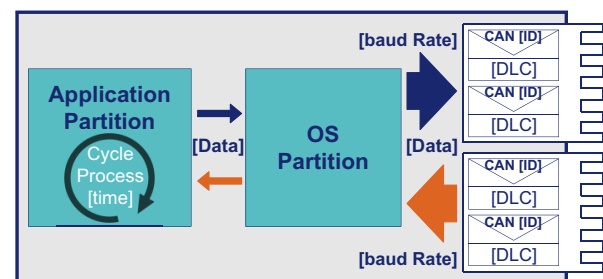 [baud Rate]
CAN [ID]
[DLC]
CAN [ID]
[DLC]
Application
Partition
Cycle
Process
[time]
[Data]
OS
Partition
[Data]
CAN [ID]
[DLC]
CAN [ID]
[DLC]
[baud Rate]